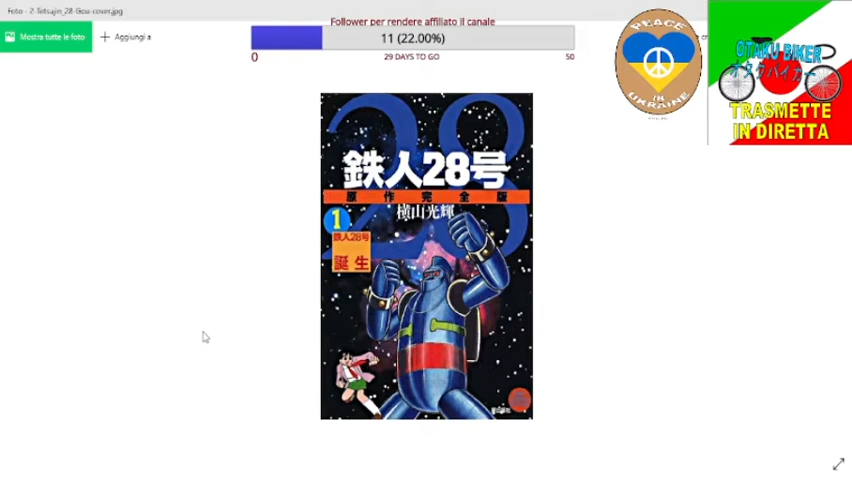 Foto - 2-Tetsujin_28-Gou-cover.jpg
Mostra tutte le foto
Aggiungi a
Follower per rendere affiliato il canale
11 (22.00%)
0
29 DAYS TO GO
50
PEACE
IN
UKRAINE
OTAKU BIKER
オタクバイカー
TRASMETTE
IN DIRETTA
28
鉄人28号
原作完全版
横山光輝
1
鉄人28号
誕生